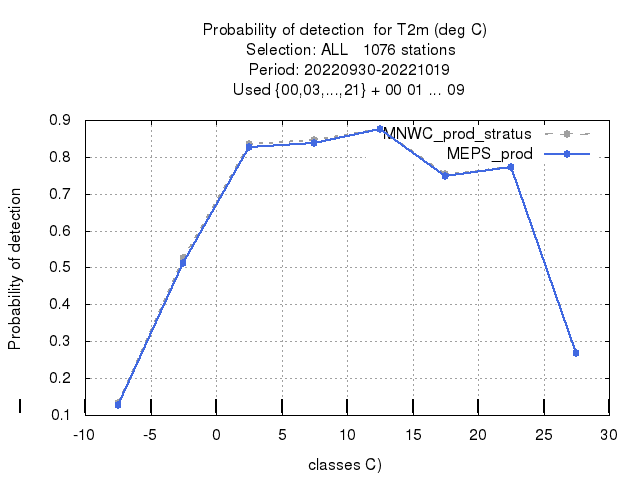 Probability of detection  for T2m (deg C)
Selection: ALL   1076 stations
Period: 20220930-20221019
Used {00,03,...,21} + 00 01 ... 09
MNWC_prod_stratus
MEPS_prod
Probability of detection
0.9
0.8
0.7
0.6
0.5
0.4
0.3
0.2
0.1
-10 -5 0 5 10 15 20 25 30
classes C)